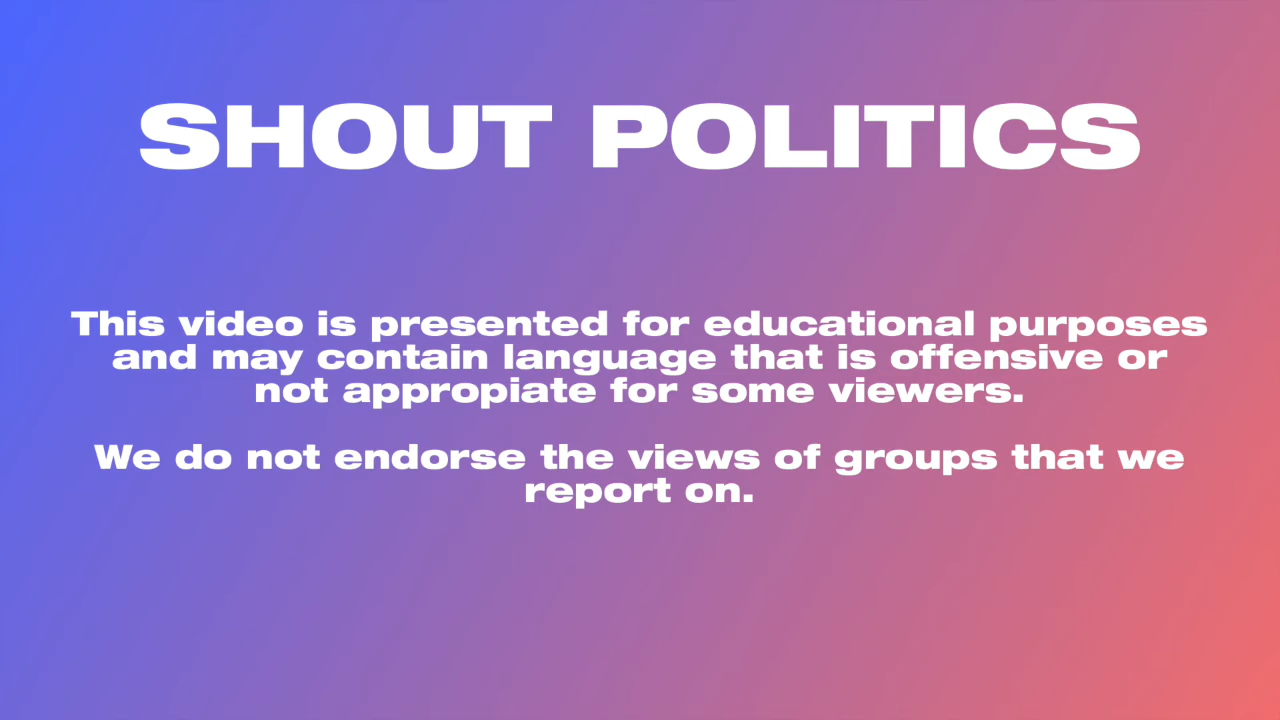 SHOUT POLITICS
This video is presented for educational purposes
and may contain language that is offensive or
not appropiate for some viewers.
We do not endorse the views of groups that we
report on.